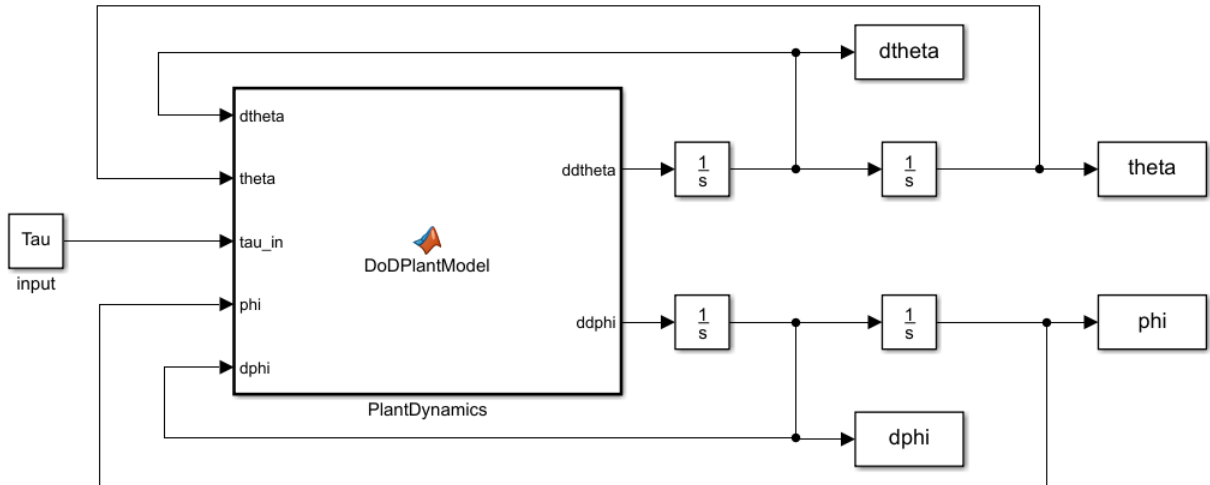 dtheta
dtheta
theta
tau_in
phi
dphi
ddtheta
ddphi
DoDPlantModel
PlantDynamics
Tau
input
1
s
1
s
theta
1
s
1
s
phi
dphi